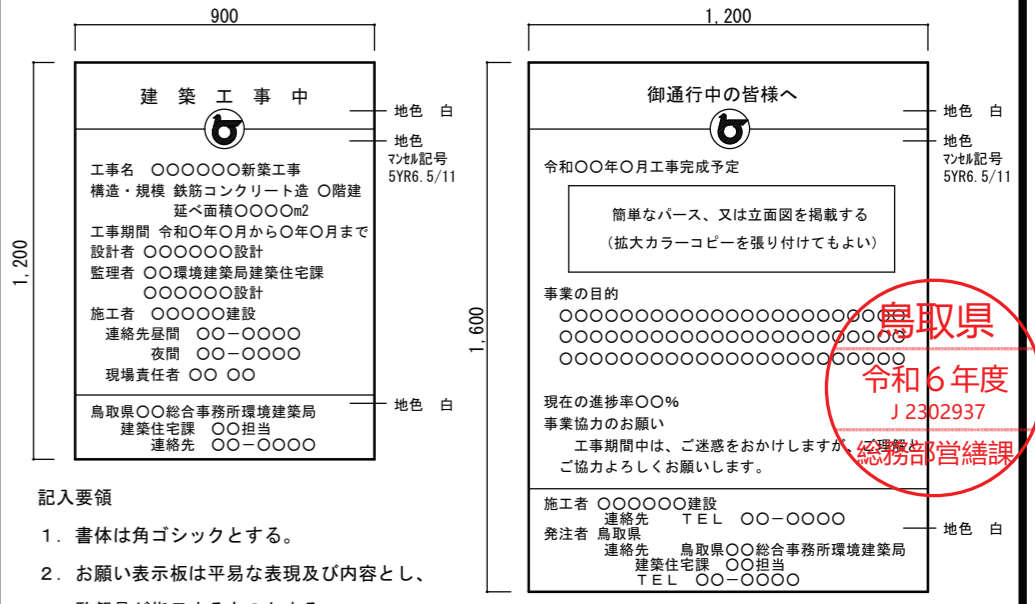 900
1,200
建 築 工 事 中
地色 白
地色
マンセル記号
5YR6.5/11
工事名 〇〇〇〇〇〇新築工事
構造・規模 鉄筋コンクリート造 〇階建
延べ面積〇〇〇〇m2
工事期間 令和〇年〇月から〇年〇月まで
設計者 〇〇〇〇〇〇設計
監理者 〇〇環境建築局建築住宅課
〇〇〇〇〇〇設計
施工者 〇〇〇〇〇建設
連絡先昼間 〇〇－〇〇〇〇
夜間 〇〇－〇〇〇〇
現場責任者 〇〇 〇〇
鳥取県〇〇総合事務所環境建築局
建築住宅課 〇〇担当
連絡先 〇〇－〇〇〇〇
地色 白
記入要領
1．書体は角ゴシックとする。
2．お願い表示板は平易な表現及び内容とし、
1,200
1,600
御通行中の皆様へ
地色 白
地色
マンセル記号
5YR6.5/11
令和〇〇年〇月工事完成予定
簡単なパース、又は立面図を掲載する
（拡大カラーコピーを張り付けてもよい）
事業の目的
〇〇〇〇〇〇〇〇〇〇〇〇〇〇〇〇〇〇〇〇〇〇〇
〇〇〇〇〇〇〇〇〇〇〇〇〇〇〇〇〇〇〇〇〇〇〇
〇〇〇〇〇〇〇〇〇〇〇〇〇〇〇〇〇〇〇〇〇〇〇
現在の進捗率〇〇％
事業協力のお願い
工事期間中は、ご迷惑をおかけしますが、ご理解と
ご協力よろしくお願いします。
施工者 〇〇〇〇〇〇建設
連絡先 ＴＥＬ 〇〇－〇〇〇〇
発注者 鳥取県
連絡先 鳥取県〇〇総合事務所環境建築局
建築住宅課 〇〇担当
ＴＥＬ 〇〇－〇〇〇〇
地色 白
鳥取県
令和６年度
J 2302937
総務部営繕課